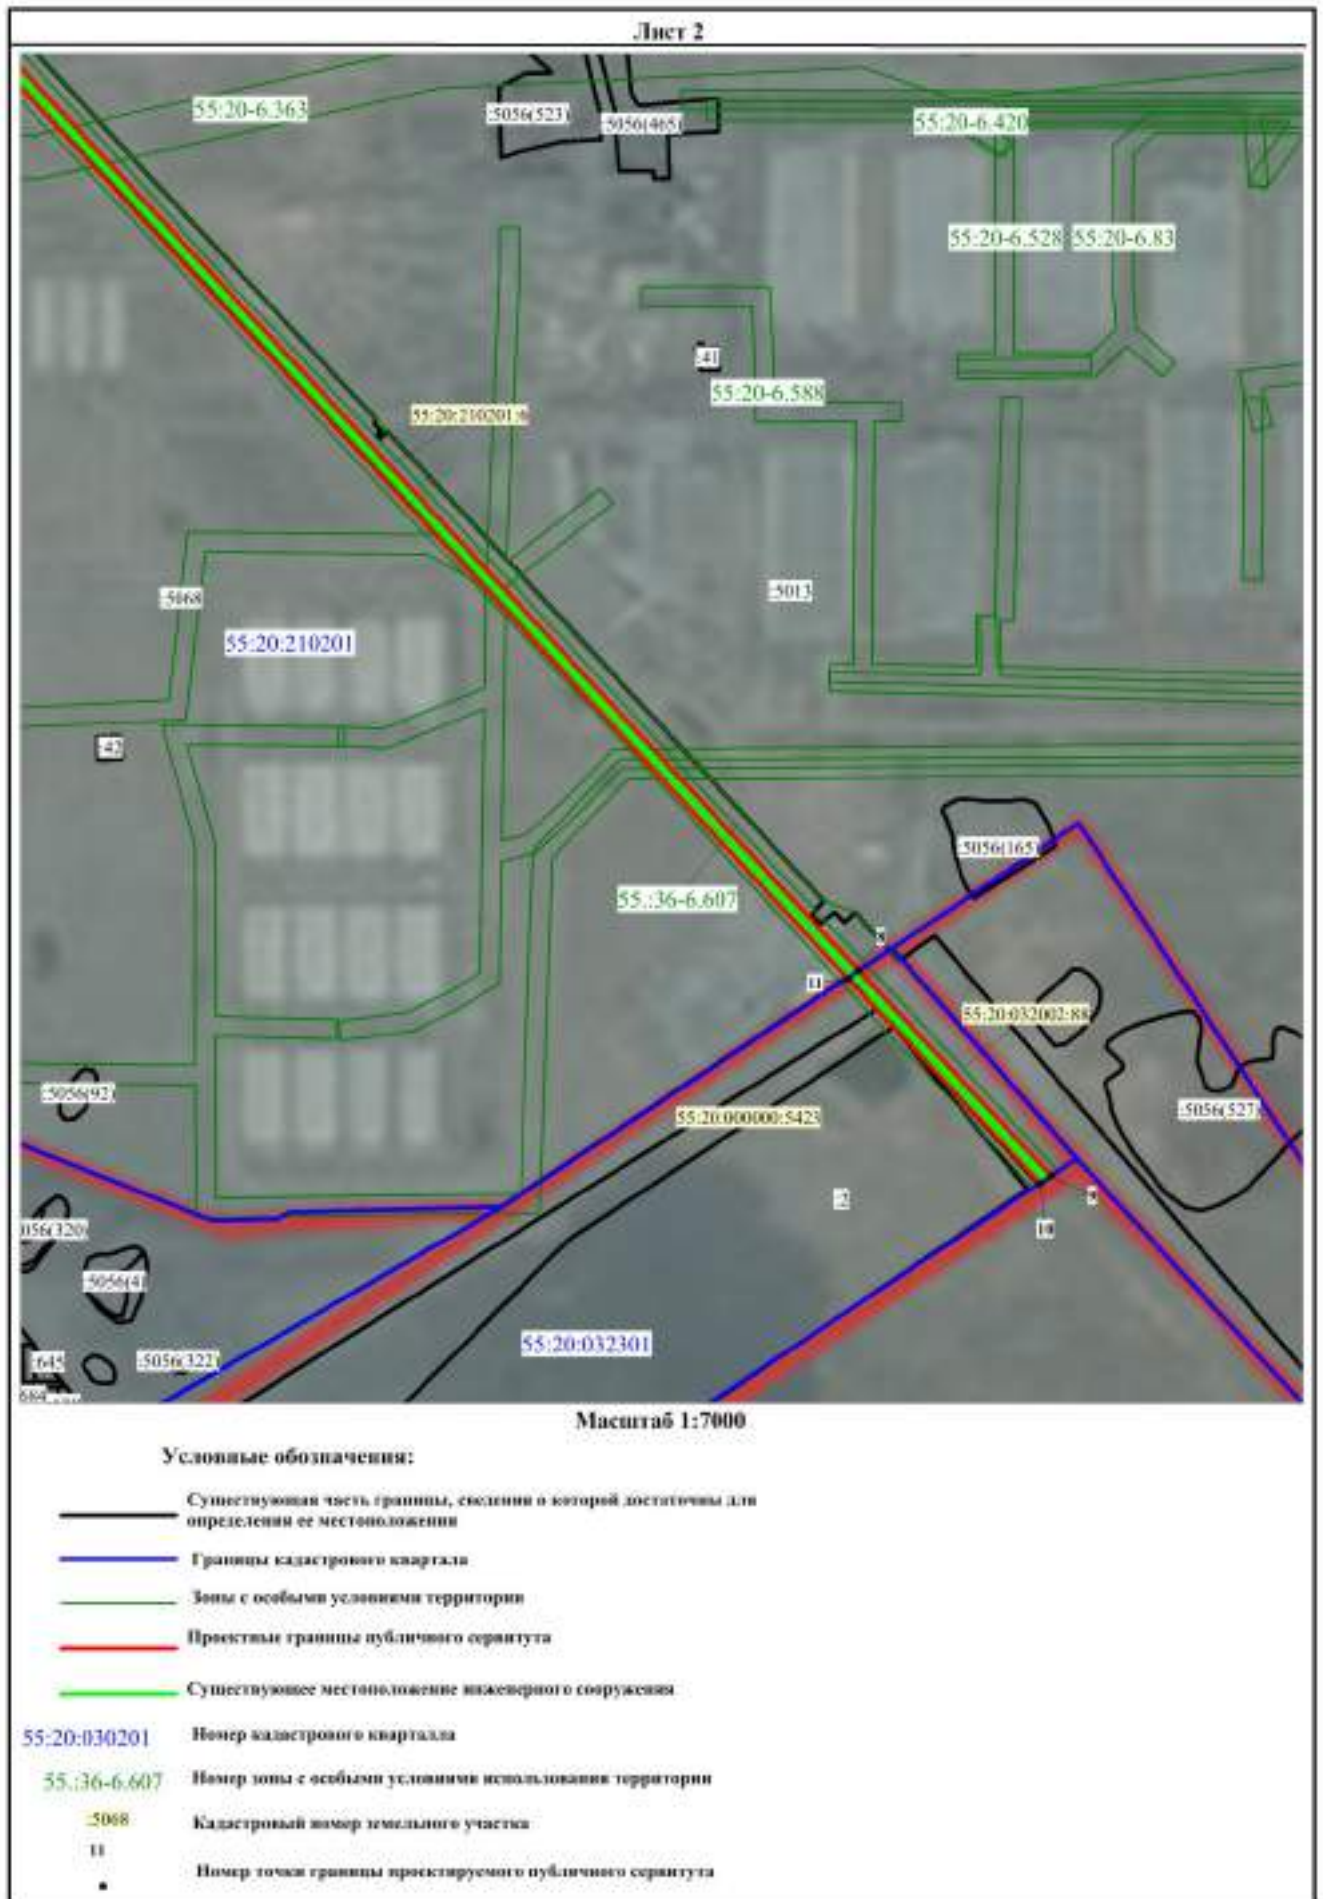 Лист 2
55:20-6.363
:5056(523)
:5056(465)
55:20-6.420
55:20-6.528
55:20-6.83
:41
55:20-6.588
55:20:210201:6
:5068
:5013
55:20:210201
:42
:5056(165)
55.:36-6.607
8
11
55:20:032002:88
:5056(92)
55:20:000000:5423
:5056(527)
:2
9
10
056(320)
:5056(4)
55:20:032301
:645
:5056(322)
Масштаб 1:7000
Условные обозначения:
Существующая часть границы, сведения о которой достаточны для
определения ее местоположения
Границы кадастрового квартала
Зоны с особыми условиями территории
Проектные границы публичного сервитута
Существующее местоположение инженерного сооружения
55:20:030201 Номер кадастрового кварталла
55.:36-6.607 Номер зоны с особыми условиями использования территории
:5068 Кадастровый номер земельного участка
11
Номер точки границы проектируемого публичного сервитута